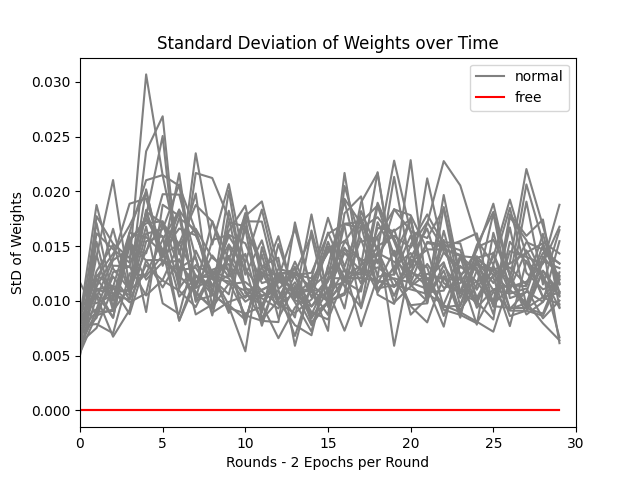 Standard Deviation of Weights over Time
normal
free
StD of Weights
0.030
0.025
0.020
0.015
0.010
0.005
0.000
0 5 10 15 20 25 30
Rounds - 2 Epochs per Round